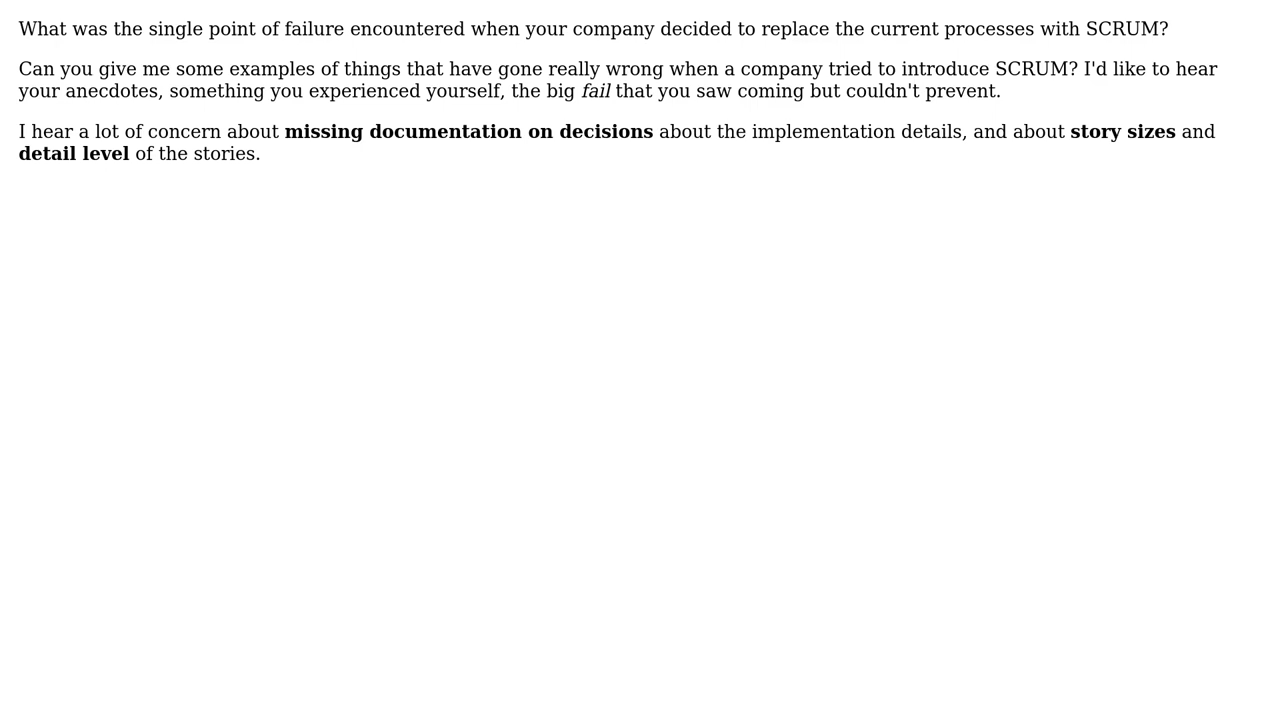 What was the single point of failure encountered when your company decided to replace the current processes with SCRUM?
Can you give me some examples of things that have gone really wrong when a company tried to introduce SCRUM? I'd like to hear
your anecdotes, something you experienced yourself, the big fail that you saw coming but couldn't prevent.
I hear a lot of concern about missing documentation on decisions about the implementation details, and about story sizes and
detail level of the stories.